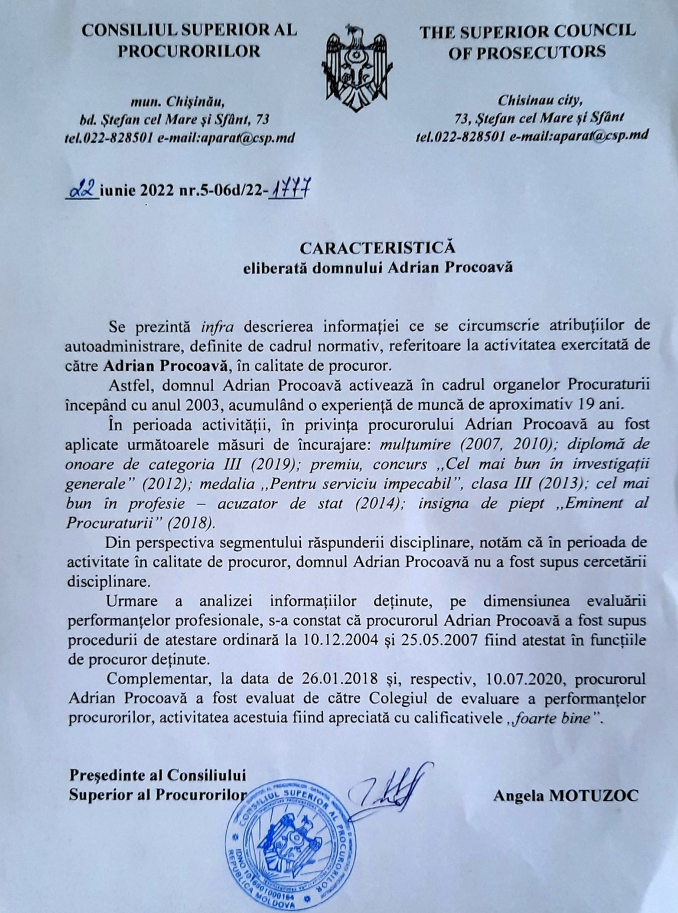 CONSILIUL SUPERIOR AL
PROCURORILOR
mun. Chişinău,
bd. Ştefan cel Mare şi Sfânt, 73
tel.022-828501 e-mail:aparat@csp.md
THE SUPERIOR COUNCIL
OF PROSECUTORS
Chisinau city,
73, Ştefan cel Mare şi Sfânt
tel.022-828501 e-mail:aparat@csp.md
22 iunie 2022 nr.5-06d/22-1777
CARACTERISTICĂ
eliberată domnului Adrian Procoavă
Se prezintă infra descrierea informaţiei ce se circumscrie atribuţiilor de
autoadministrare, definite de cadrul normativ, referitoare la activitatea exercitată de
către Adrian Procoavă, în calitate de procuror.
Astfel, domnul Adrian Procoavă activează în cadrul organelor Procuraturii
începând cu anul 2003, acumulând o experienţă de muncă de aproximativ 19 ani.
În perioada activităţii, în privinţa procurorului Adrian Procoavă au fost
aplicate următoarele măsuri de încurajare: mulţumire (2007, 2010); diplomă de
onoare de categoria III (2019); premiu, concurs ,,Cel mai bun în investigaţii
generale” (2012); medalia ,,Pentru serviciu impecabil”, clasa III (2013); cel mai
bun în profesie – acuzator de stat (2014); insigna de piept ,,Eminent al
Procuraturii” (2018).
Din perspectiva segmentului răspunderii disciplinare, notăm că în perioada de
activitate în calitate de procuror, domnul Adrian Procoavă nu a fost supus cercetării
disciplinare.
Urmare a analizei informaţiilor deţinute, pe dimensiunea evaluării
performanţelor profesionale, s-a constat că procurorul Adrian Procoavă a fost supus
procedurii de atestare ordinară la 10.12.2004 şi 25.05.2007 fiind atestat în funcţiile
de procuror deţinute.
Complementar, la data de 26.01.2018 şi, respectiv, 10.07.2020, procurorul
Adrian Procoavă a fost evaluat de către Colegiul de evaluare a performanţelor
procurorilor, activitatea acestuia fiind apreciată cu calificativele ,,foarte bine”.
Preşedinte al Consiliului
Superior al Procurorilor
Angela MOTUZOC
CONSILIUL SUPERIOR AL PROCURORILOR
REPUBLICA MOLDOVA